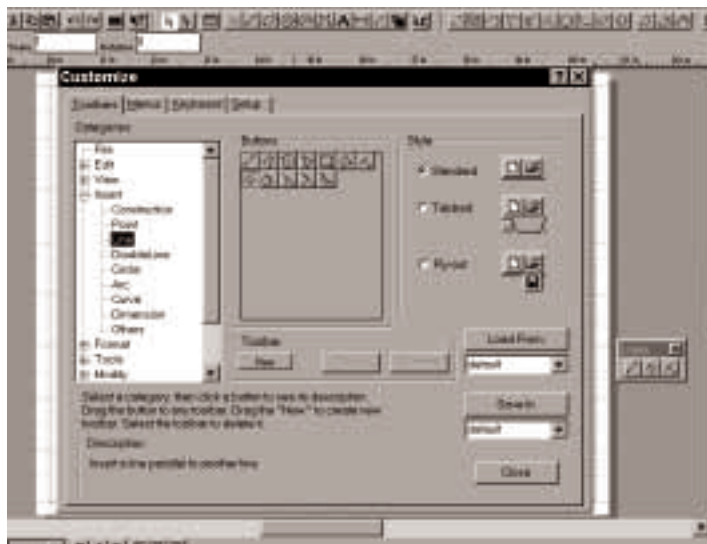 Customize
Toolbars Menus Keyboard Setup
Categories
Buttons
Style
File
Edit
View
Insert
Construction
Point
Line
DoubleLine
Circle
Arc
Curve
Dimension
Others
Format
Tools
Modify
Standard
Tabbed
Flyout
Toolbar
New
Load From
default
Save In
default
Close
Select a category, then click a button to see its description.
Drag the button to any toolbar. Drag the "New" to create new
toolbar. Select the toolbar to delete it.
Description
Insert a line parallel to another line